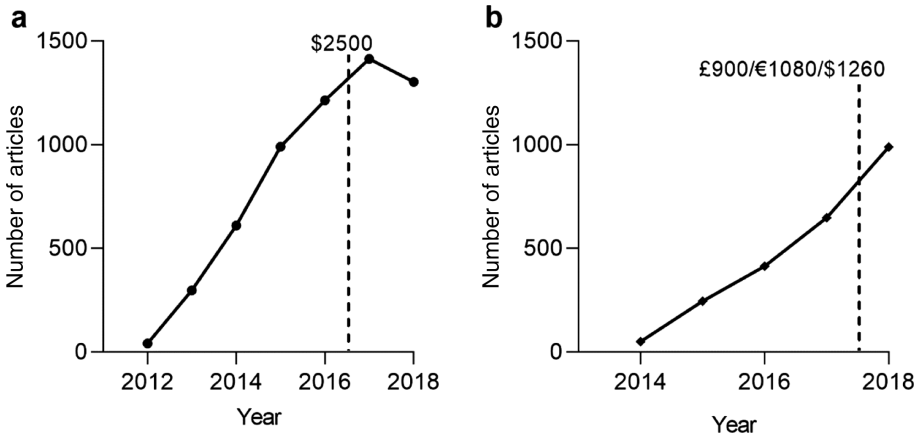 a
$2500
1500
1000
500
0
Number of articles
2012 2014 2016 2018
Year
b
£900/€1080/$1260
1500
1000
500
0
Number of articles
2014 2016 2018
Year